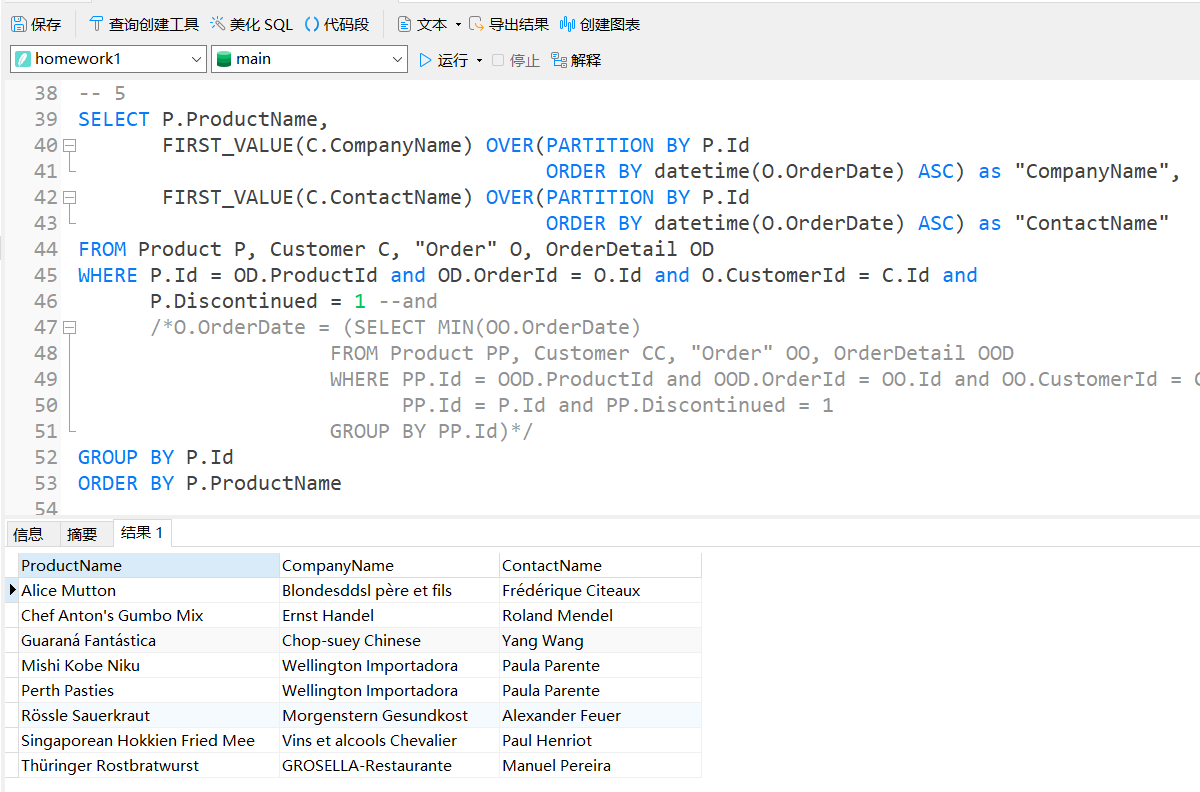 保存 查询创建工具 美化 SQL () 代码段 文本 导出结果 创建图表
homework1 main 运行 停止 解释
38 -- 5
39 SELECT P.ProductName,
40 FIRST_VALUE(C.CompanyName) OVER(PARTITION BY P.Id
41 ORDER BY datetime(O.OrderDate) ASC) as "CompanyName",
42 FIRST_VALUE(C.ContactName) OVER(PARTITION BY P.Id
43 ORDER BY datetime(O.OrderDate) ASC) as "ContactName"
44 FROM Product P, Customer C, "Order" O, OrderDetail OD
45 WHERE P.Id = OD.ProductId and OD.OrderId = O.Id and O.CustomerId = C.Id and
46 P.Discontinued = 1 --and
47 /*O.OrderDate = (SELECT MIN(OO.OrderDate)
48 FROM Product PP, Customer CC, "Order" OO, OrderDetail OOD
49 WHERE PP.Id = OOD.ProductId and OOD.OrderId = OO.Id and OO.CustomerId =
50 PP.Id = P.Id and PP.Discontinued = 1
51 GROUP BY PP.Id)*/
52 GROUP BY P.Id
53 ORDER BY P.ProductName
54
信息 摘要 结果 1
ProductName CompanyName ContactName
Alice Mutton Blondesddsl père et fils Frédérique Citeaux
Chef Anton's Gumbo Mix Ernst Handel Roland Mendel
Guaraná Fantástica Chop-suey Chinese Yang Wang
Mishi Kobe Niku Wellington Importadora Paula Parente
Perth Pasties Wellington Importadora Paula Parente
Rössle Sauerkraut Morgenstern Gesundkost Alexander Feuer
Singaporean Hokkien Fried Mee Vins et alcools Chevalier Paul Henriot
Thüringer Rostbratwurst GROSELLA-Restaurante Manuel Pereira